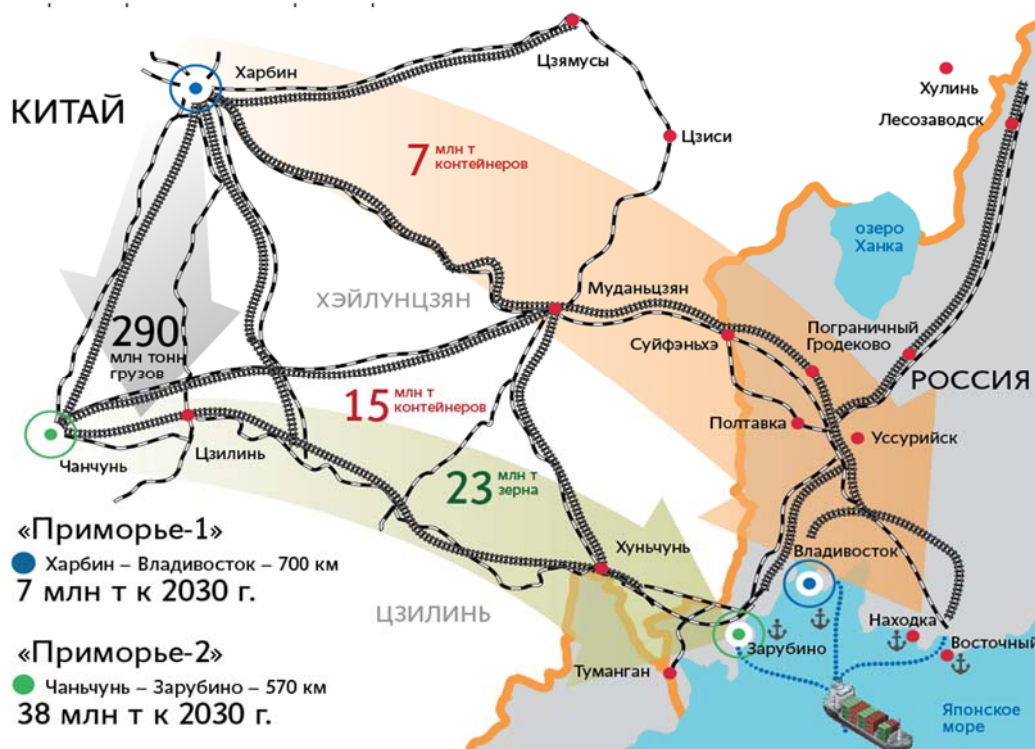 Харбин
Цзямусы
Хулинь
КИТАЙ
Лесозаводск
7 млн т
контейнеров
Цзиси
озеро
Ханка
ХЭЙЛУНЦЗЯН
Муданьцзян
290
млн тонн
грузов
Суйфэньхэ
Пограничный
Гродеково
РОССИЯ
15 млн т
контейнеров
Полтавка
Уссурийск
Чанчунь
Цзилинь
23 млн т
зерна
«Приморье-1»
Харбин – Владивосток – 700 км
7 млн т к 2030 г.
Хуньчунь
Владивосток
ЦЗИЛИНЬ
Находка
Восточный
Зарубино
«Приморье-2»
Чаньчунь – Зарубино – 570 км
38 млн т к 2030 г.
Туманган
Японское
море